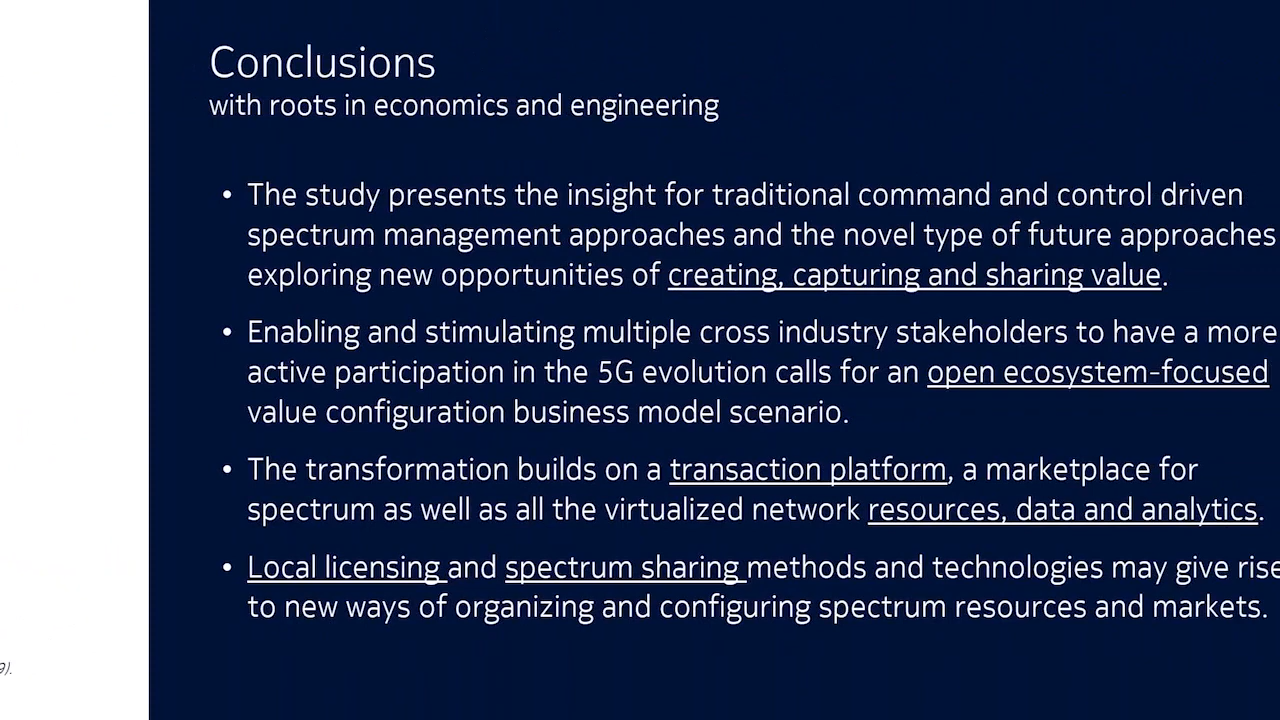 Conclusions
with roots in economics and engineering
• The study presents the insight for traditional command and control driven
spectrum management approaches and the novel type of future approaches
exploring new opportunities of creating, capturing and sharing value.
• Enabling and stimulating multiple cross industry stakeholders to have a more
active participation in the 5G evolution calls for an open ecosystem-focused
value configuration business model scenario.
• The transformation builds on a transaction platform, a marketplace for
spectrum as well as all the virtualized network resources, data and analytics.
• Local licensing and spectrum sharing methods and technologies may give rise
to new ways of organizing and configuring spectrum resources and markets.
9).